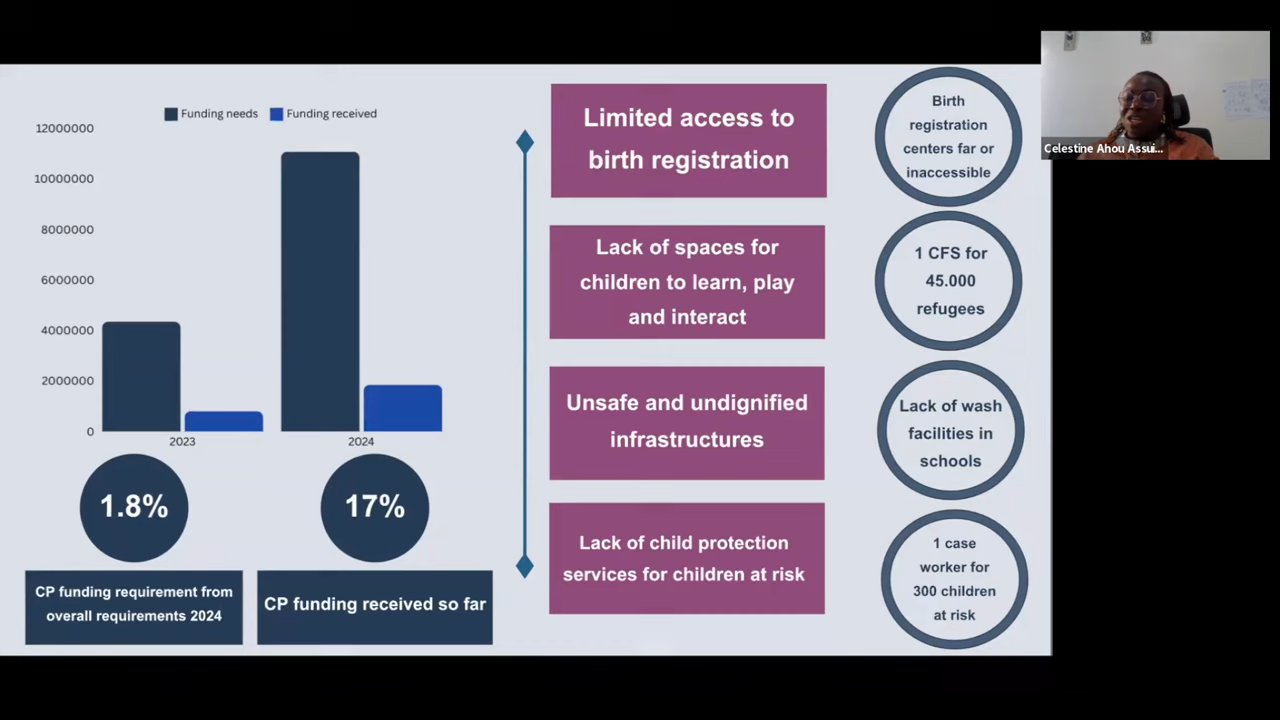 Funding needs
Funding received
12000000
10000000
8000000
6000000
4000000
2000000
0
2023
2024
1.8%
17%
CP funding requirement from
overall requirements 2024
CP funding received so far
Limited access to
birth registration
Lack of spaces for
children to learn, play
and interact
Unsafe and undignified
infrastructures
Lack of child protection
services for children at risk
Birth
registration
centers far or
inaccessible
1 CFS for
45.000
refugees
Lack of wash
facilities in
schools
1 case
worker for
300 children
at risk
Celestine Ahou Assui...